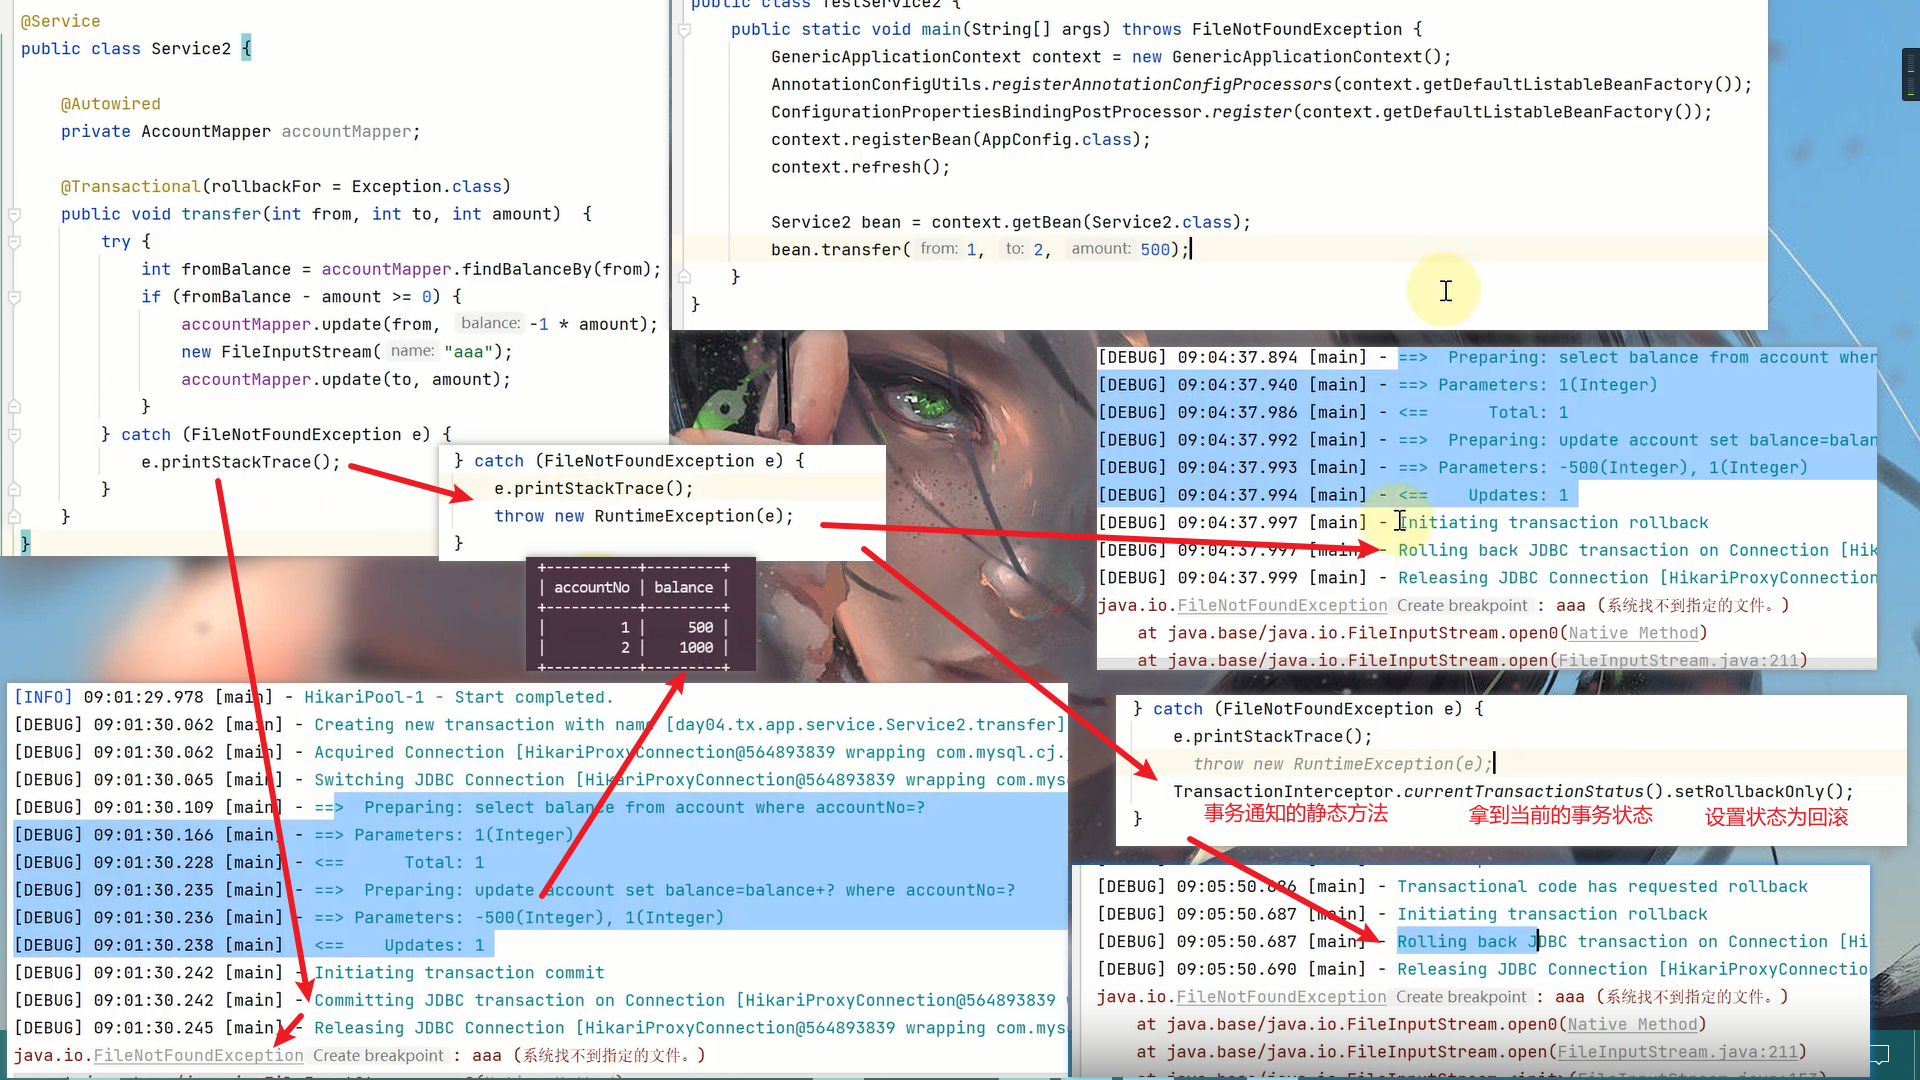 @Service
public class Service2 {
@Autowired
private AccountMapper accountMapper;
@Transactional(rollbackFor = Exception.class)
public void transfer(int from, int to, int amount)  {
try {
int fromBalance = accountMapper.findBalanceBy(from);
if (fromBalance - amount >= 0) {
accountMapper.update(from, balance: -1 * amount);
new FileInputStream( name: "aaa");
accountMapper.update(to, amount);
}
} catch (FileNotFoundException e) {
e.printStackTrace();
}
}
}
public class TestService2 {
public static void main(String[] args) throws FileNotFoundException {
GenericApplicationContext context = new GenericApplicationContext();
AnnotationConfigUtils.registerAnnotationConfigProcessors(context.getDefaultListableBeanFactory());
ConfigurationPropertiesBindingPostProcessor.register(context.getDefaultListableBeanFactory());
context.registerBean(AppConfig.class);
context.refresh();
Service2 bean = context.getBean(Service2.class);
bean.transfer( from: 1, to: 2, amount: 500);
}
}
} catch (FileNotFoundException e) {
e.printStackTrace();
throw new RuntimeException(e);
}
+-----------+---------+
| accountNo | balance |
+-----------+---------+
| 1 | 500 |
| 2 | 1000 |
+-----------+---------+
[DEBUG] 09:04:37.894 [main] - ==>  Preparing: select balance from account wher
[DEBUG] 09:04:37.940 [main] - ==> Parameters: 1(Integer)
[DEBUG] 09:04:37.986 [main] - <==      Total: 1
[DEBUG] 09:04:37.992 [main] - ==>  Preparing: update account set balance=balan
[DEBUG] 09:04:37.993 [main] - ==> Parameters: -500(Integer), 1(Integer)
[DEBUG] 09:04:37.994 [main] - <==    Updates: 1
[DEBUG] 09:04:37.997 [main] - Initiating transaction rollback
[DEBUG] 09:04:37.997 [main] - Rolling back JDBC transaction on Connection [Hik
[DEBUG] 09:04:37.999 [main] - Releasing JDBC Connection [HikariProxyConnection
java.io.FileNotFoundException Create breakpoint : aaa (系统找不到指定的文件。)
at java.base/java.io.FileInputStream.open0(Native Method)
at java.base/java.io.FileInputStream.open(FileInputStream.java:211)
[INFO] 09:01:29.978 [main] - HikariPool-1 - Start completed.
[DEBUG] 09:01:30.062 [main] - Creating new transaction with name [day04.tx.app.service.Service2.transfer]
[DEBUG] 09:01:30.062 [main] - Acquired Connection [HikariProxyConnection@564893839 wrapping com.mysql.cj.
[DEBUG] 09:01:30.065 [main] - Switching JDBC Connection [HikariProxyConnection@564893839 wrapping com.mys
[DEBUG] 09:01:30.109 [main] - ==>  Preparing: select balance from account where accountNo=?
[DEBUG] 09:01:30.166 [main] - ==> Parameters: 1(Integer)
[DEBUG] 09:01:30.228 [main] - <==      Total: 1
[DEBUG] 09:01:30.235 [main] - ==>  Preparing: update account set balance=balance+? where accountNo=?
[DEBUG] 09:01:30.236 [main] - ==> Parameters: -500(Integer), 1(Integer)
[DEBUG] 09:01:30.238 [main] - <==    Updates: 1
[DEBUG] 09:01:30.242 [main] - Initiating transaction commit
[DEBUG] 09:01:30.242 [main] - Committing JDBC transaction on Connection [HikariProxyConnection@564893839
[DEBUG] 09:01:30.245 [main] - Releasing JDBC Connection [HikariProxyConnection@564893839 wrapping com.mys
java.io.FileNotFoundException Create breakpoint : aaa (系统找不到指定的文件。)
} catch (FileNotFoundException e) {
e.printStackTrace();
throw new RuntimeException(e);
TransactionInterceptor.currentTransactionStatus().setRollbackOnly();
事务通知的静态方法 拿到当前的事务状态 设置状态为回滚
}
[DEBUG] 09:05:50.686 [main] - Transactional code has requested rollback
[DEBUG] 09:05:50.687 [main] - Initiating transaction rollback
[DEBUG] 09:05:50.687 [main] - Rolling back JDBC transaction on Connection [Hi
[DEBUG] 09:05:50.690 [main] - Releasing JDBC Connection [HikariProxyConnectio
java.io.FileNotFoundException Create breakpoint : aaa (系统找不到指定的文件。)
at java.base/java.io.FileInputStream.open0(Native Method)
at java.base/java.io.FileInputStream.open(FileInputStream.java:211)